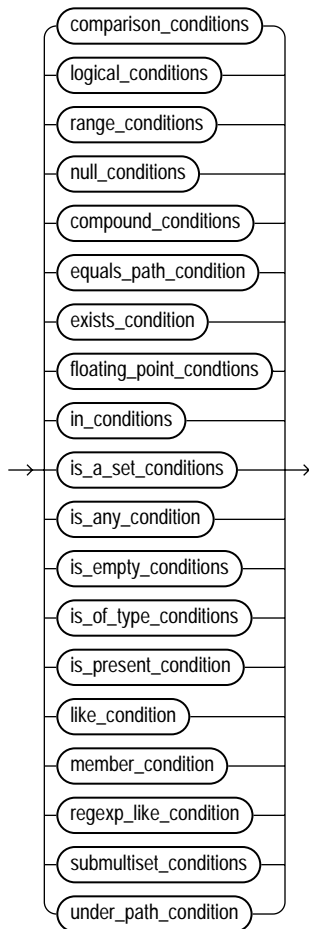 comparison_conditions
logical_conditions
range_conditions
null_conditions
compound_conditions
equals_path_condition
exists_condition
floating_point_condtions
in_conditions
is_a_set_conditions
is_any_condition
is_empty_conditions
is_of_type_conditions
is_present_condition
like_condition
member_condition
regexp_like_condition
submultiset_conditions
under_path_condition